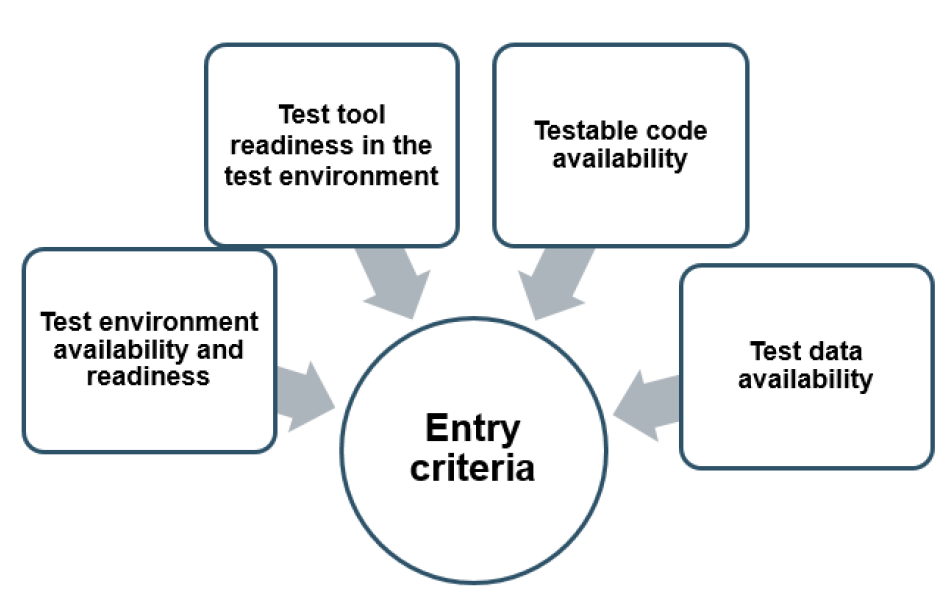 Test tool
readiness in the
test environment
Testable code
availability
Test environment
availability and
readiness
Test data
availability
Entry
criteria